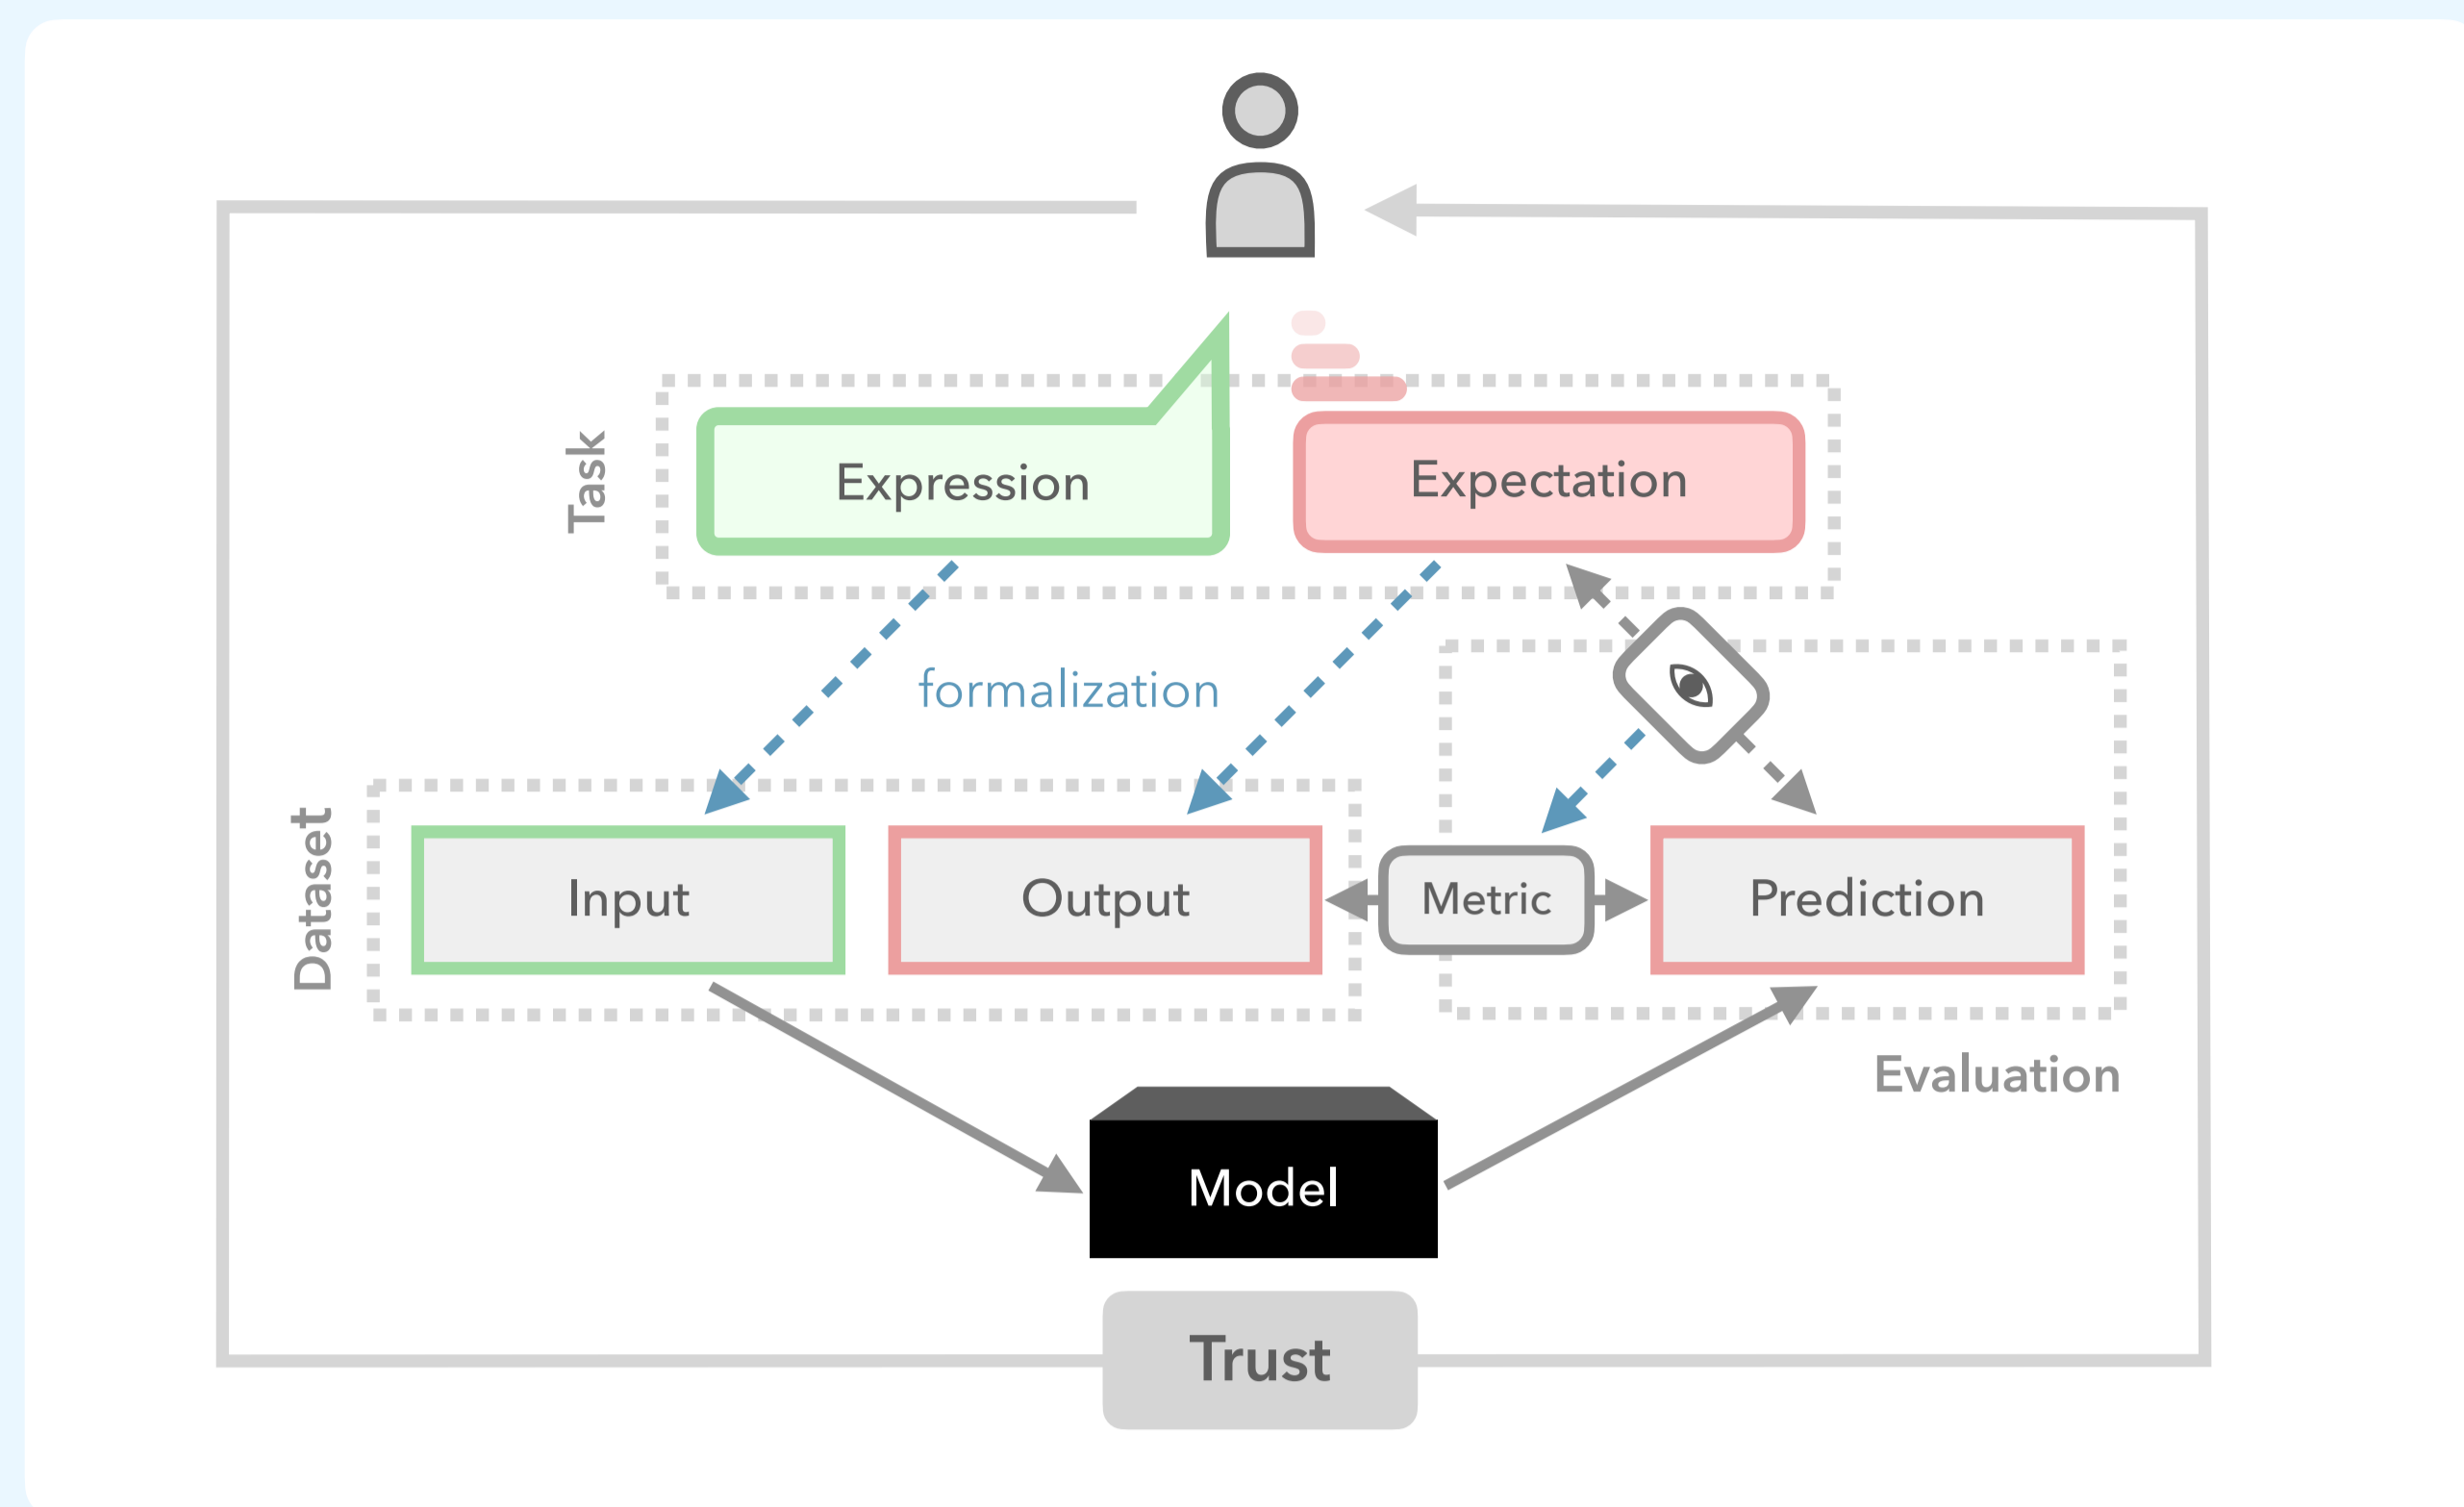 Task
Expression
Expectation
formalization
Dataset
Input
Output
Metric
Prediction
Evaluation
Model
Trust